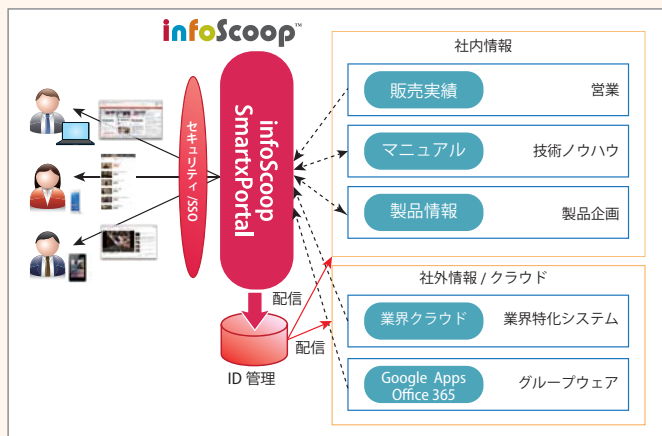 infoScoop™
社内情報
販売実績
営業
マニュアル
技術ノウハウ
製品情報
製品企画
セキュリティ/SSO
infoScoop
SmartxPortal
社外情報 / クラウド
配信
配信
業界クラウド
業界特化システム
Google Apps
Office 365
グループウェア
ID 管理